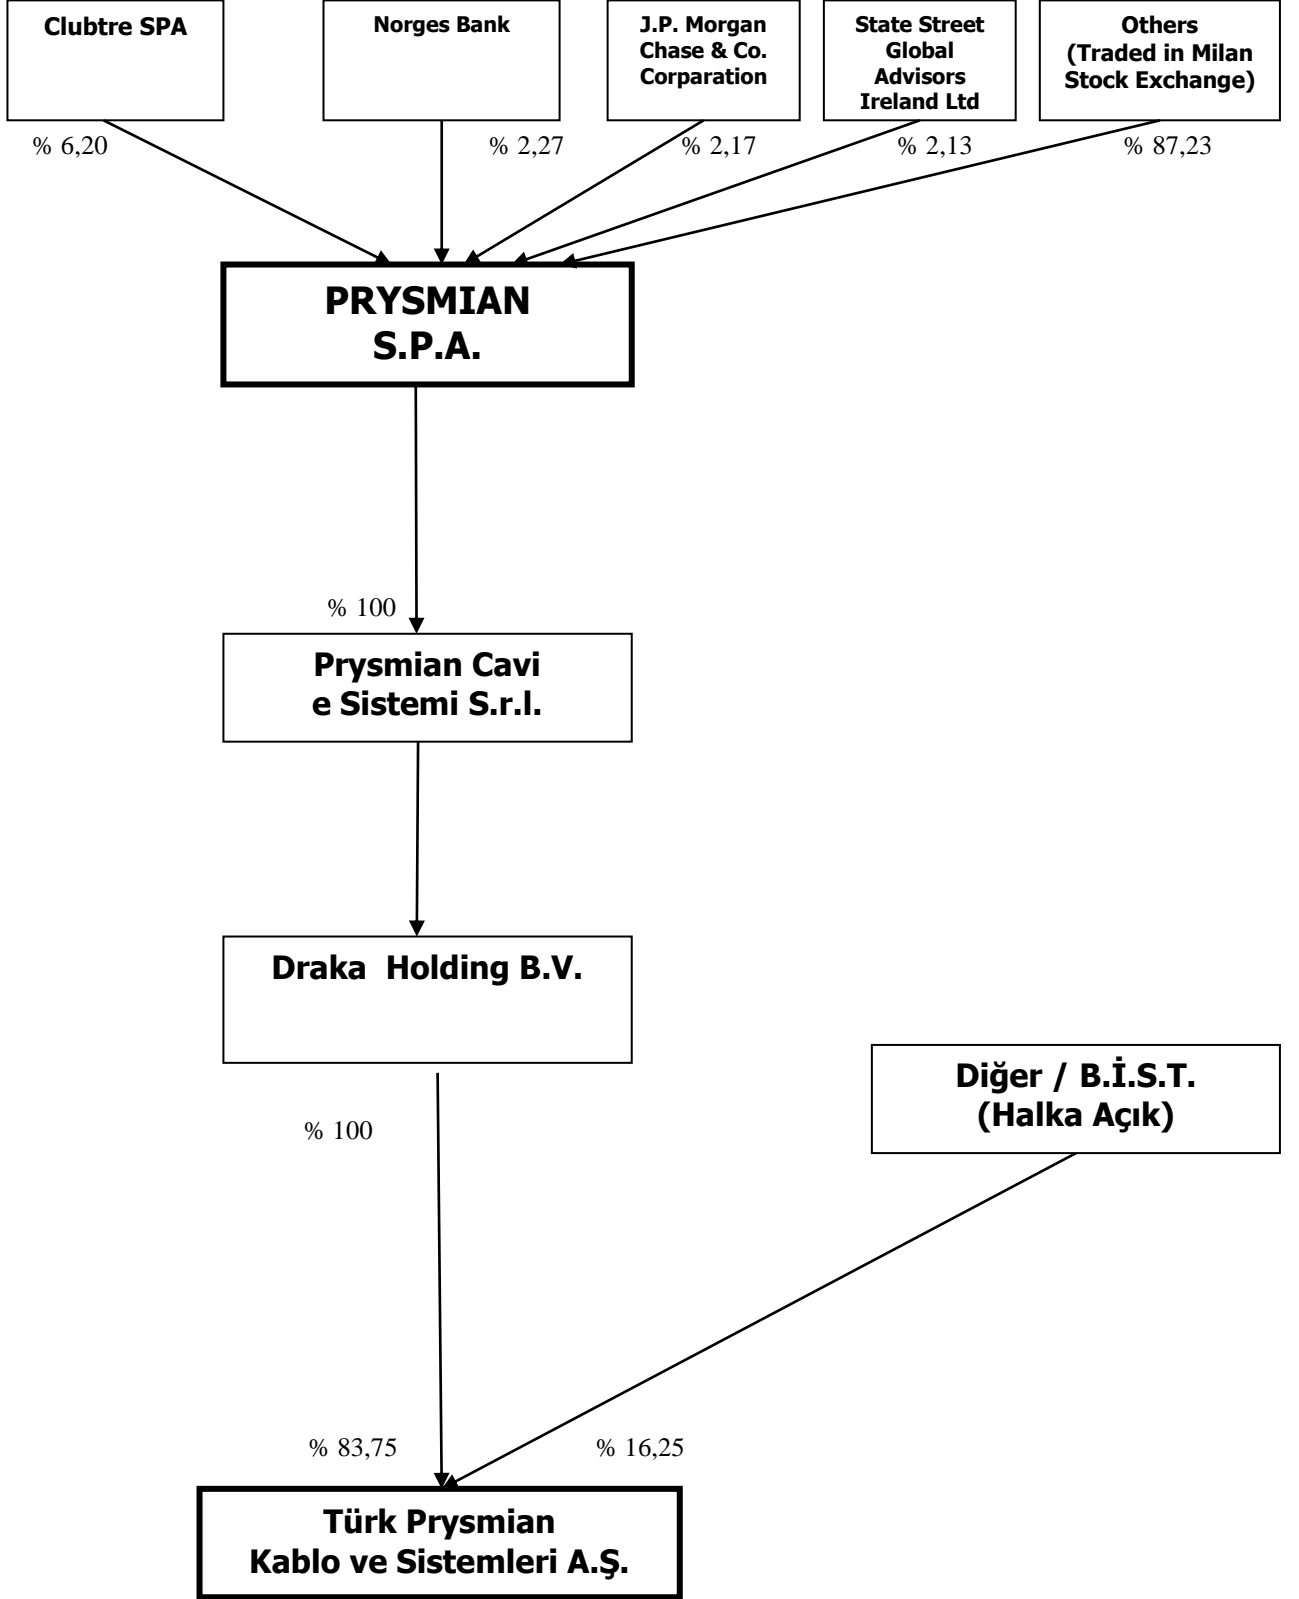 Clubtre SPA
Norges Bank
J.P. Morgan
Chase & Co.
Corparation
State Street
Global
Advisors
Ireland Ltd
Others
(Traded in Milan
Stock Exchange)
% 6,20
% 2,27
% 2,17
% 2,13
% 87,23
PRYSMIAN
S.P.A.
% 100
Prysmian Cavi
e Sistemi S.r.l.
Draka Holding B.V.
Diğer / B.İ.S.T.
(Halka Açık)
% 100
% 83,75
% 16,25
Türk Prysmian
Kablo ve Sistemleri A.Ş.